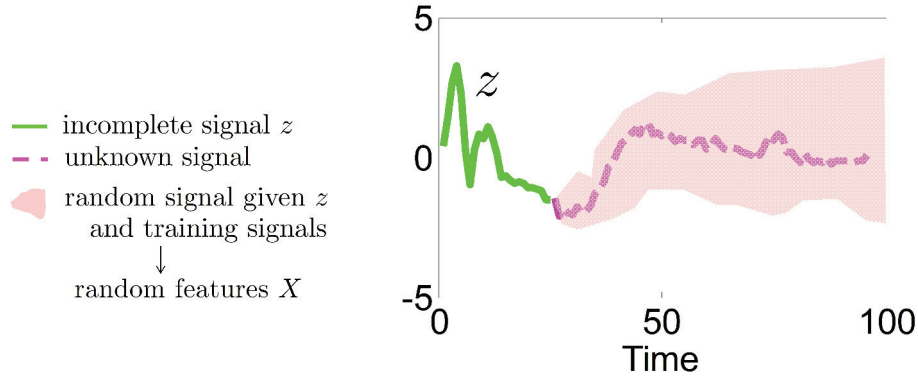 incomplete signal z
unknown signal
random signal given z
and training signals
↓
random features X
5
0
-5
z
0
50
100
Time